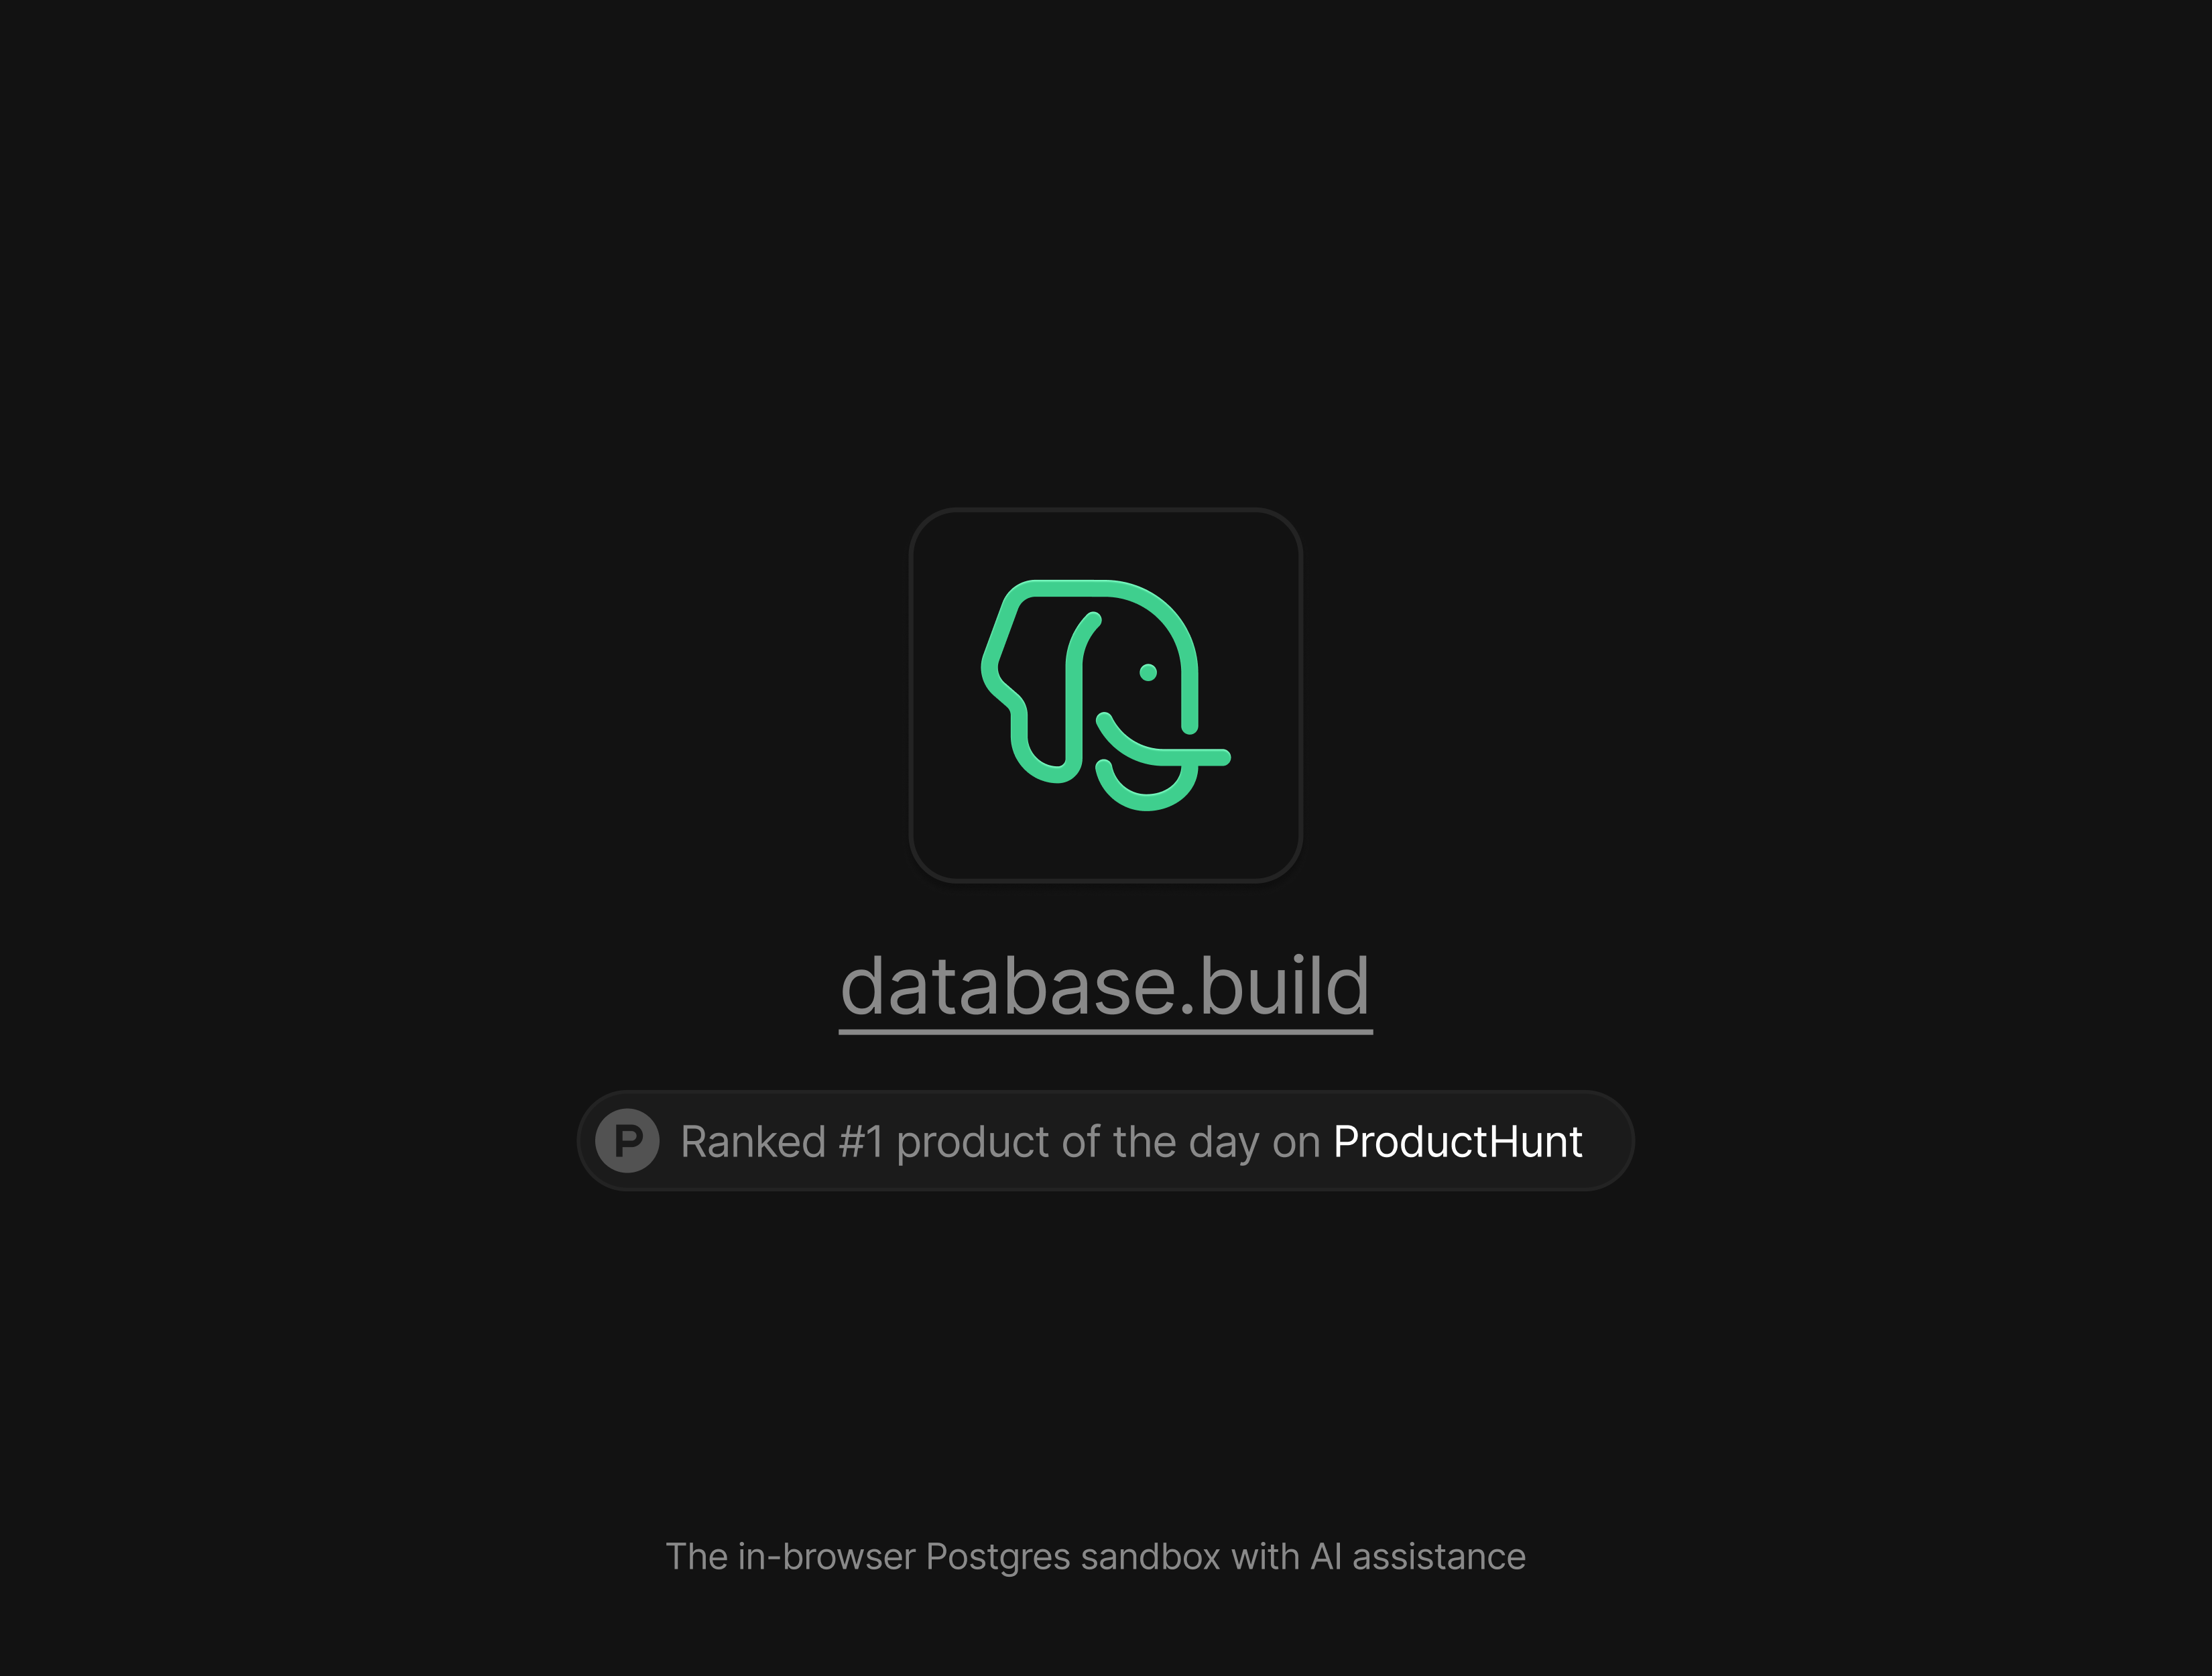 database.build
P Ranked #1 product of the day on ProductHunt
The in-browser Postgres sandbox with AI assistance